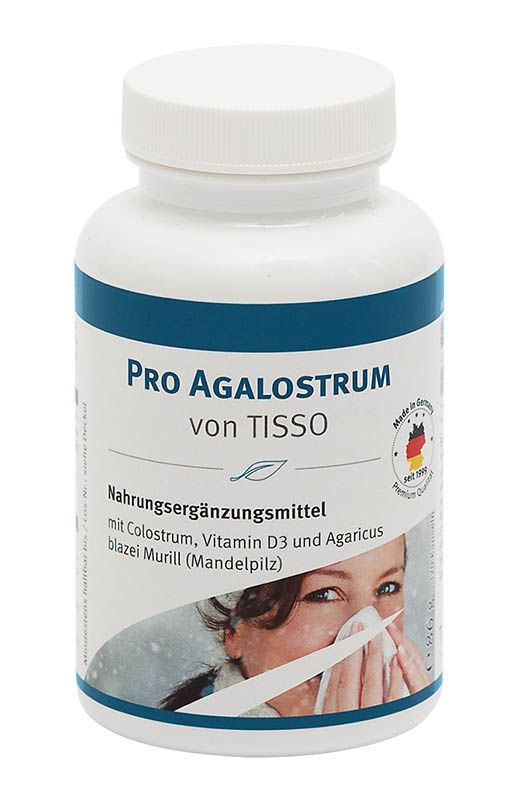 PRO AGALOSTRUM
von TISSO
Made in Germany
seit 1999
Premium Qualität
Nahrungsergänzungsmittel
mit Colostrum, Vitamin D3 und Agaricus
blazei Murill (Mandelpilz)
Mindestens haltbar bis / Los Nr.: siehe Deckel